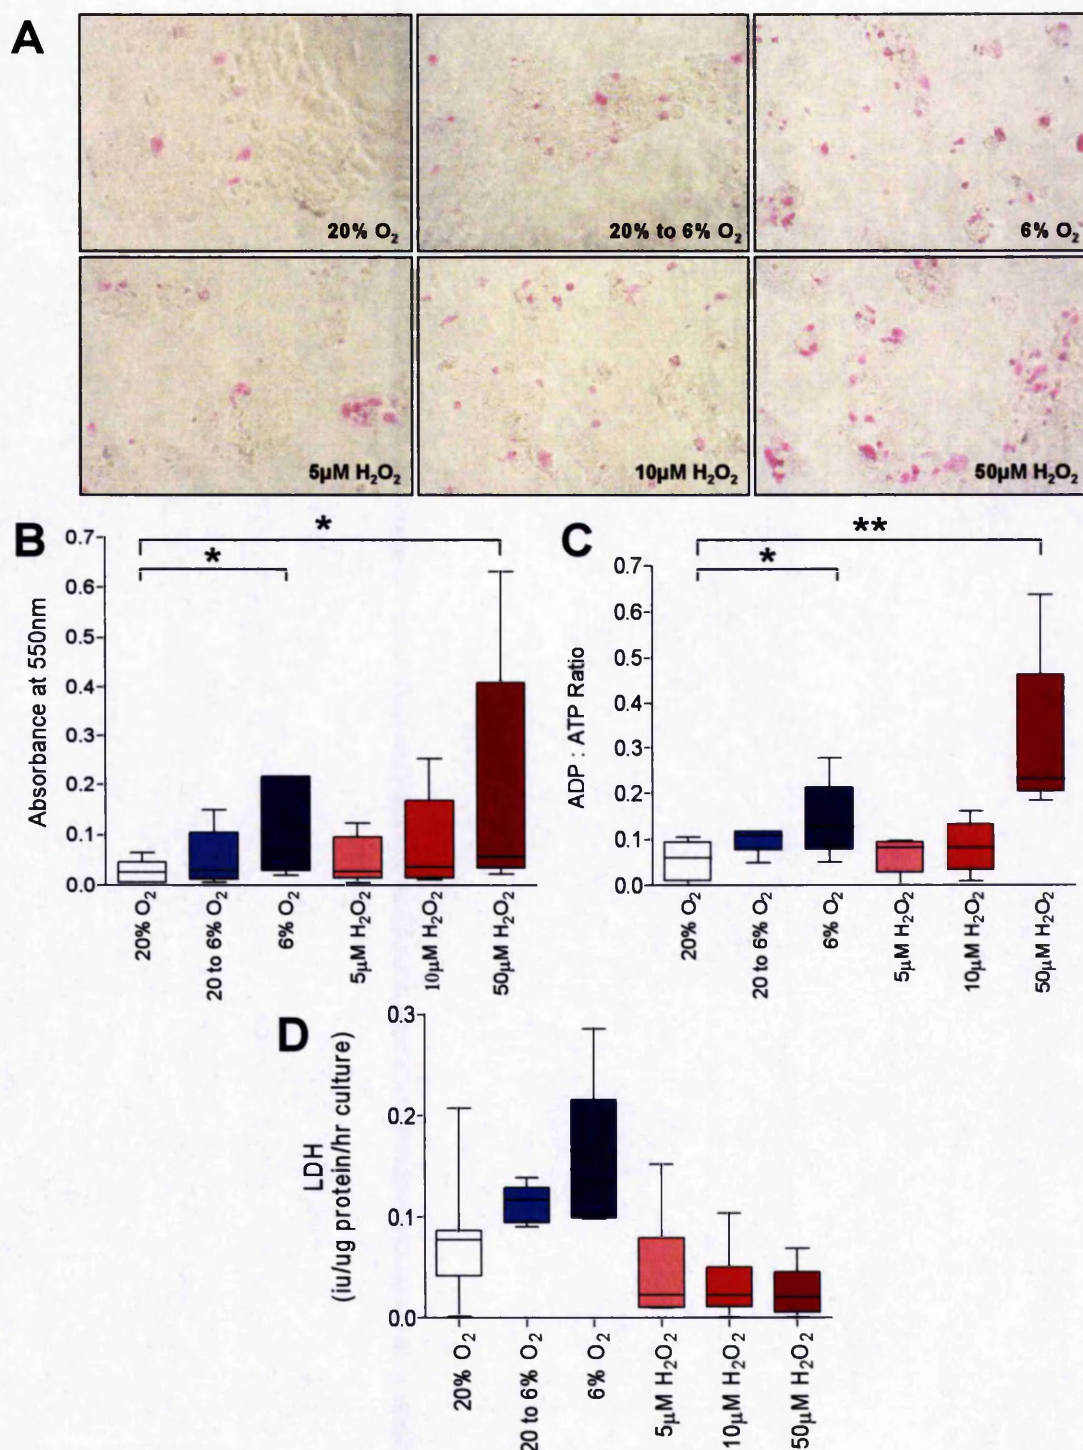 A
20% O₂
20% to 6% O₂
6% O₂
5µM H₂O₂
10µM H₂O₂
50µM H₂O₂
B
*
*
0.7
0.6
0.5
0.4
0.3
0.2
0.1
0.0
Absorbance at 550nm
20% O₂
20 to 6% O₂
6% O₂
5µM H₂O₂
10µM H₂O₂
50µM H₂O₂
C
**
*
0.7
0.6
0.5
0.4
0.3
0.2
0.1
0.0
ADP : ATP Ratio
20% O₂
20 to 6% O₂
6% O₂
5µM H₂O₂
10µM H₂O₂
50µM H₂O₂
D
0.3
0.2
0.1
0.0
LDH
(iu/ug protein/hr culture)
20% O₂
20 to 6% O₂
6% O₂
5µM H₂O₂
10µM H₂O₂
50µM H₂O₂